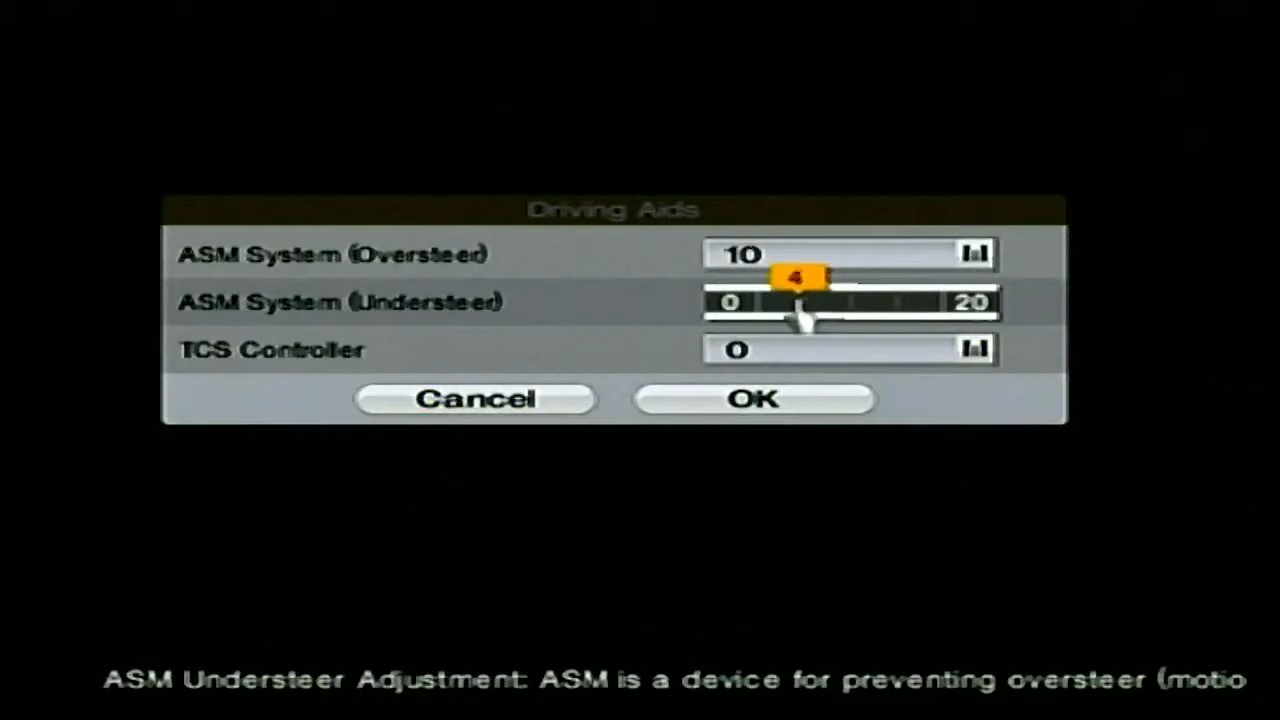 Driving Aids
ASM System (Oversteer) 10
4
ASM System (Understeer) 0 20
TCS Controller 0
Cancel OK
ASM Understeer Adjustment: ASM is a device for preventing oversteer (motio